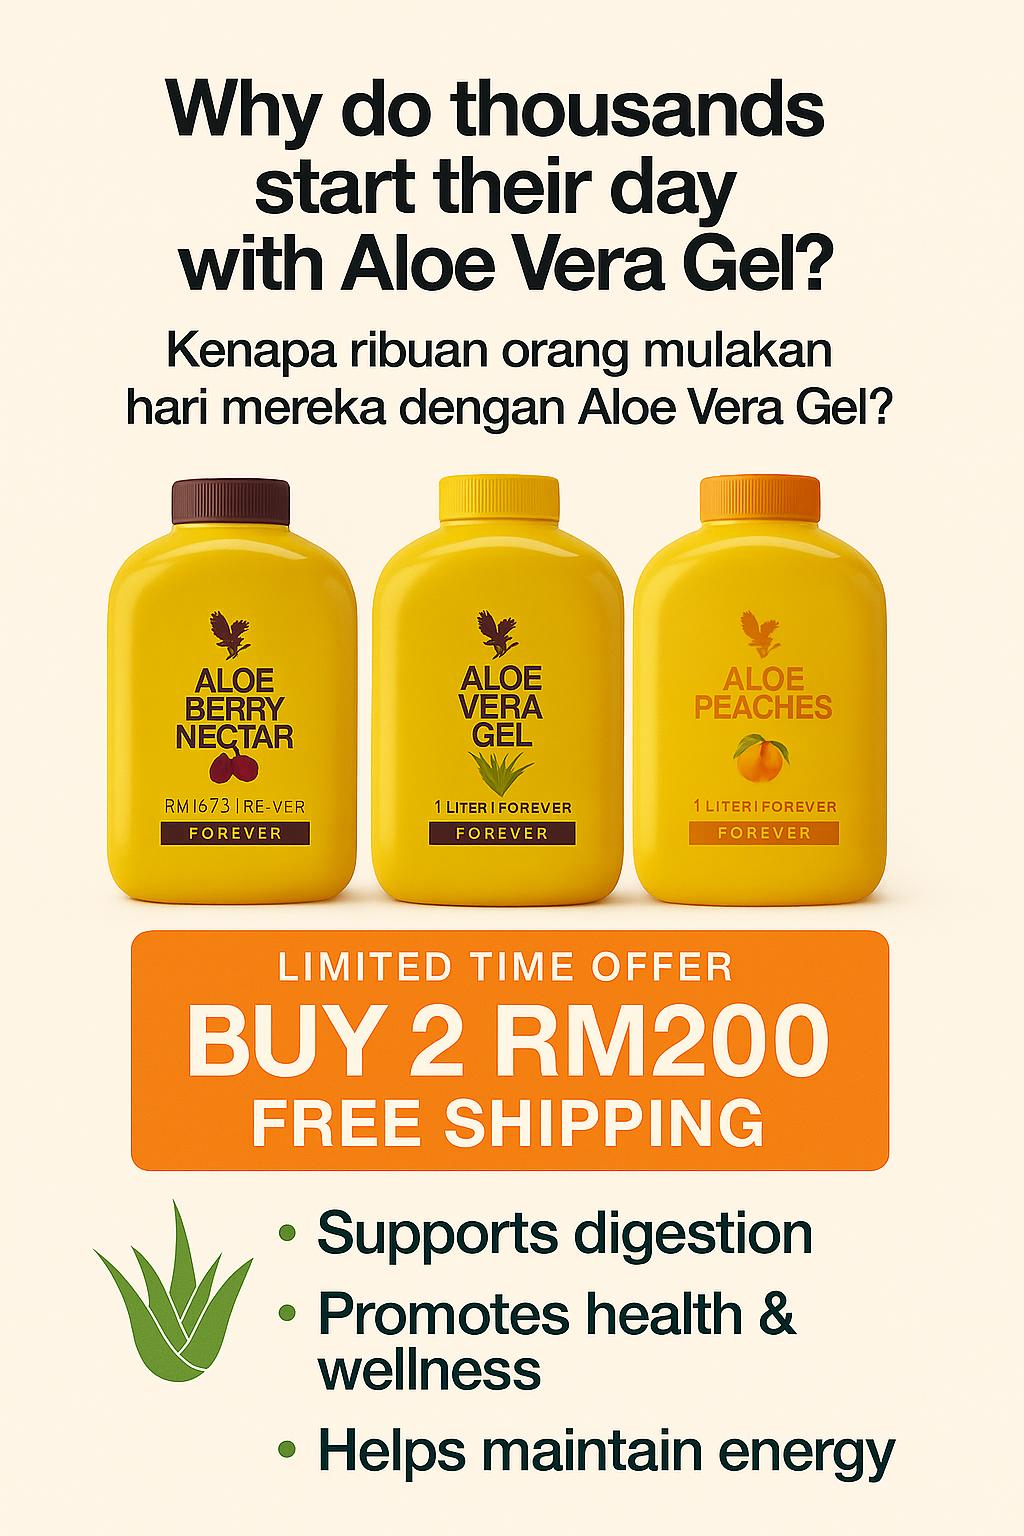 Why do thousands
start their day
with Aloe Vera Gel?
Kenapa ribuan orang mulakan
hari mereka dengan Aloe Vera Gel?
ALOE
BERRY
NECTAR
RM1673 | RE-VER
FOREVER
ALOE
VERA
GEL
1 LITER | FOREVER
FOREVER
ALOE
PEACHES
1 LITER | FOREVER
FOREVER
LIMITED TIME OFFER
BUY 2 RM200
FREE SHIPPING
• Supports digestion
• Promotes health &
wellness
• Helps maintain energy